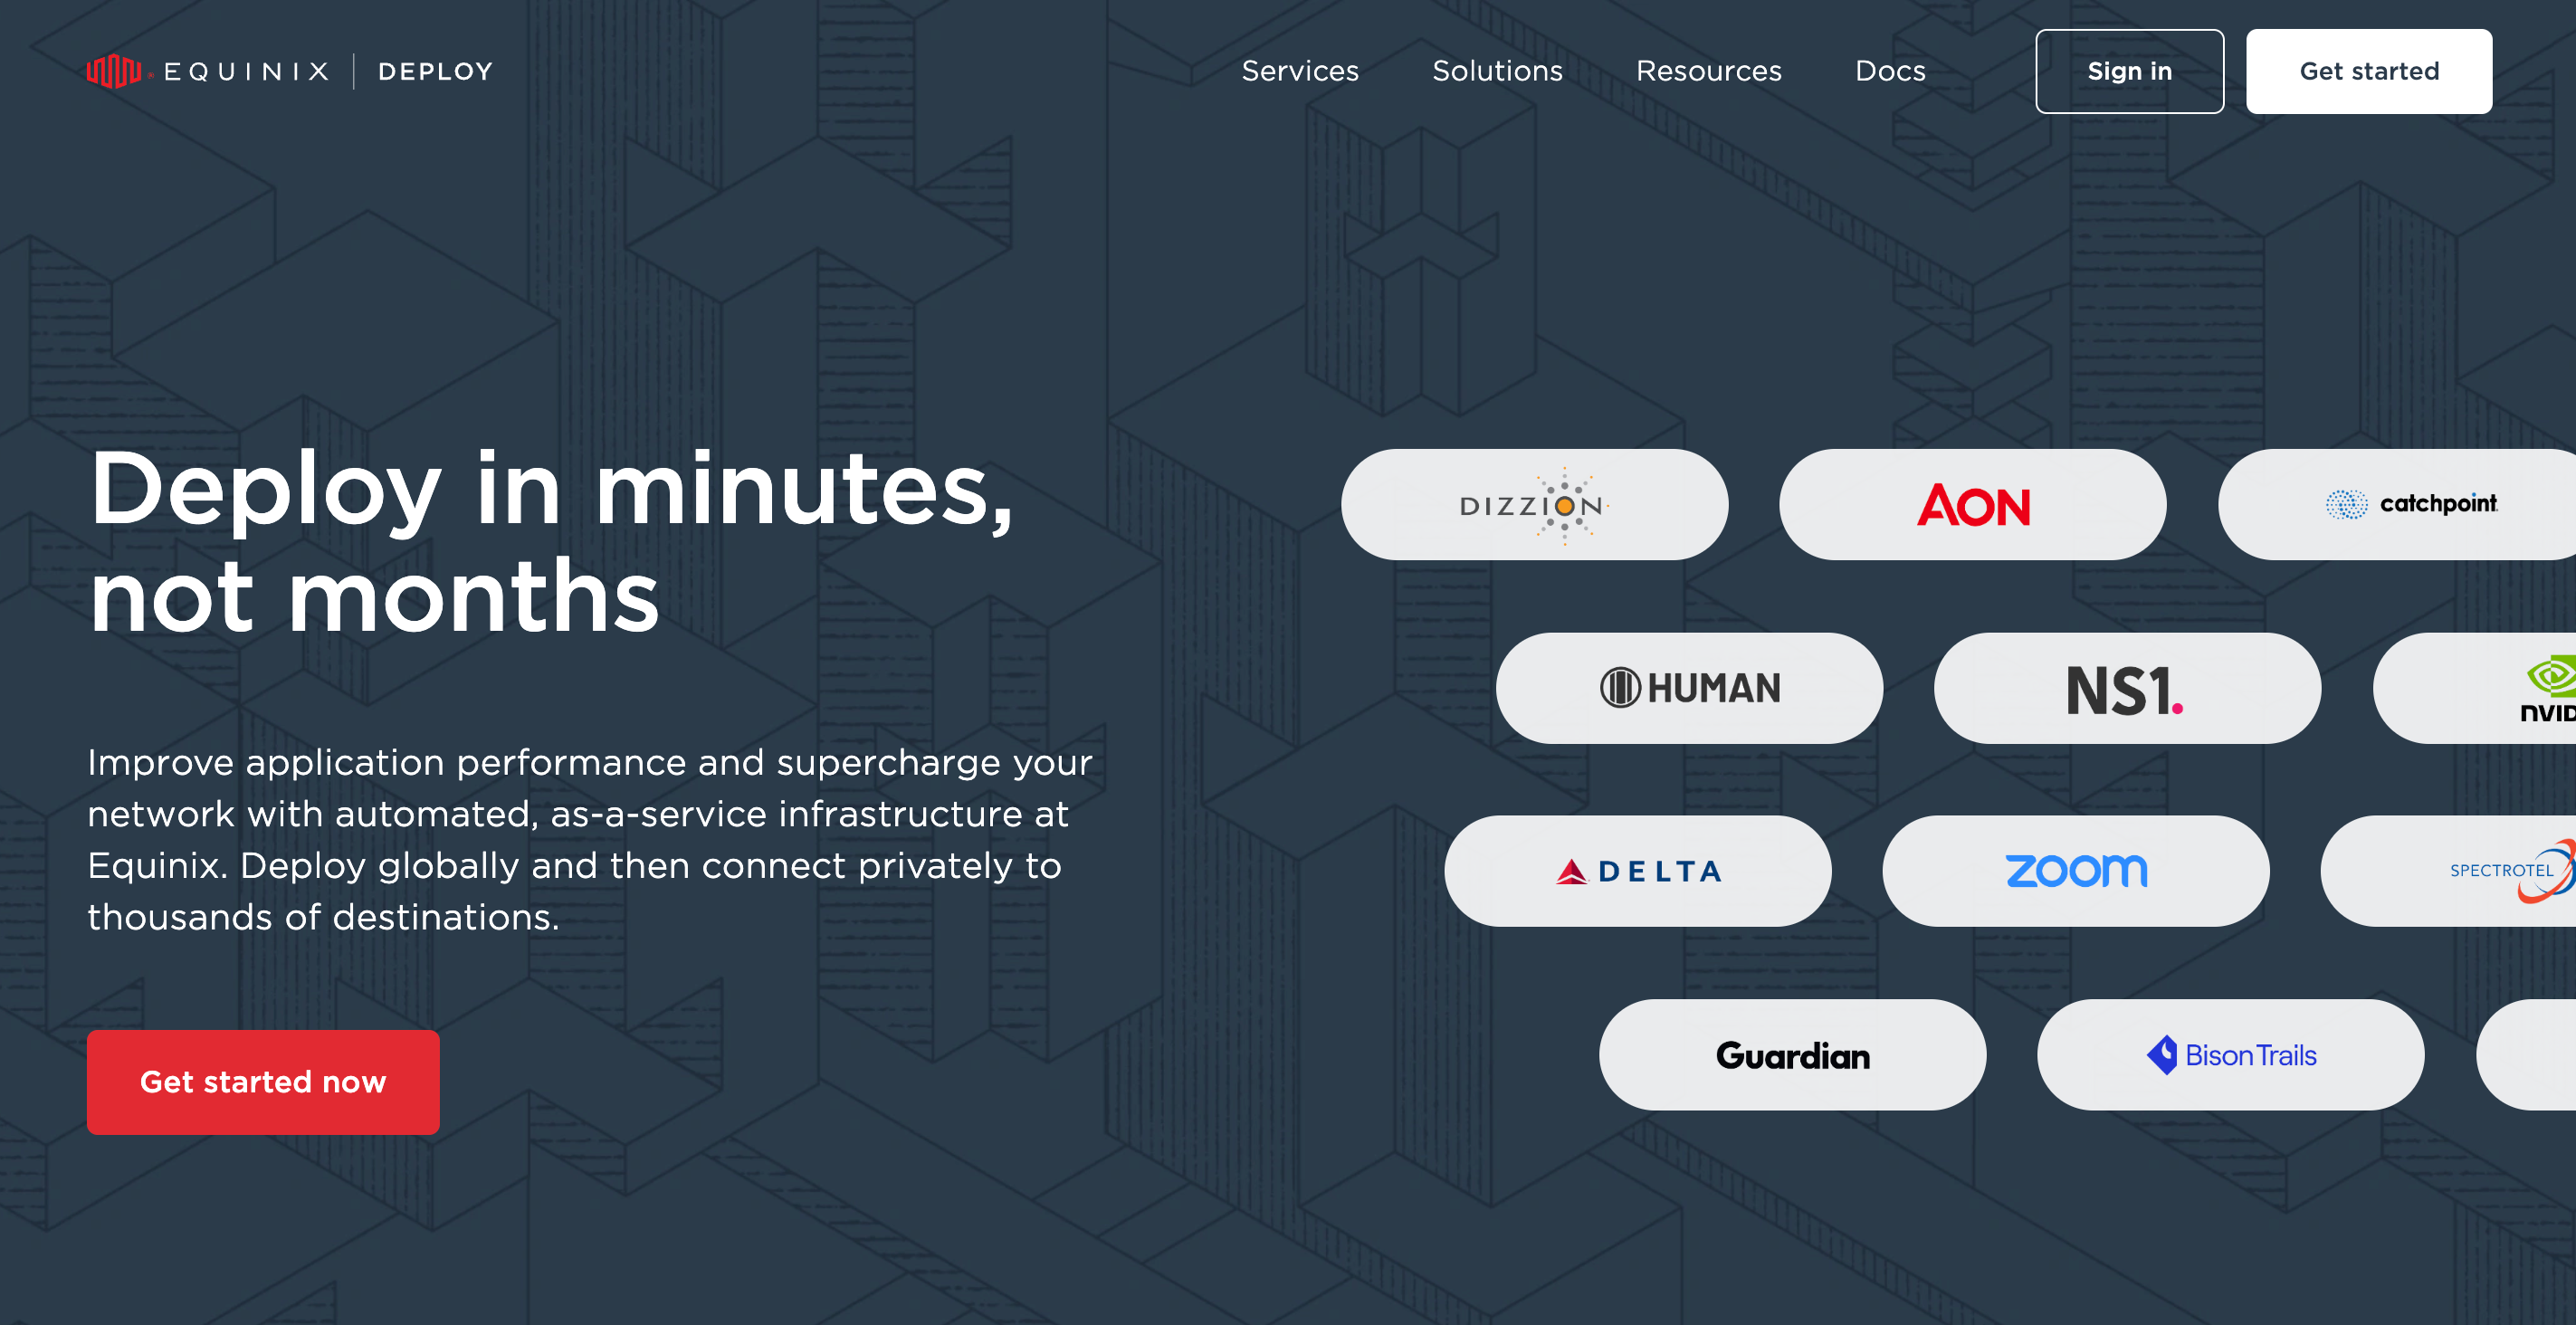 EQUINIX | DEPLOY
Services
Solutions
Resources
Docs
Sign in
Get started
Deploy in minutes,
not months
Improve application performance and supercharge your
network with automated, as-a-service infrastructure at
Equinix. Deploy globally and then connect privately to
thousands of destinations.
Get started now
DIZZION
AON
catchpoint
HUMAN
NS1.
NVID
DELTA
zoom
SPECTROTEL
Guardian
Bison Trails